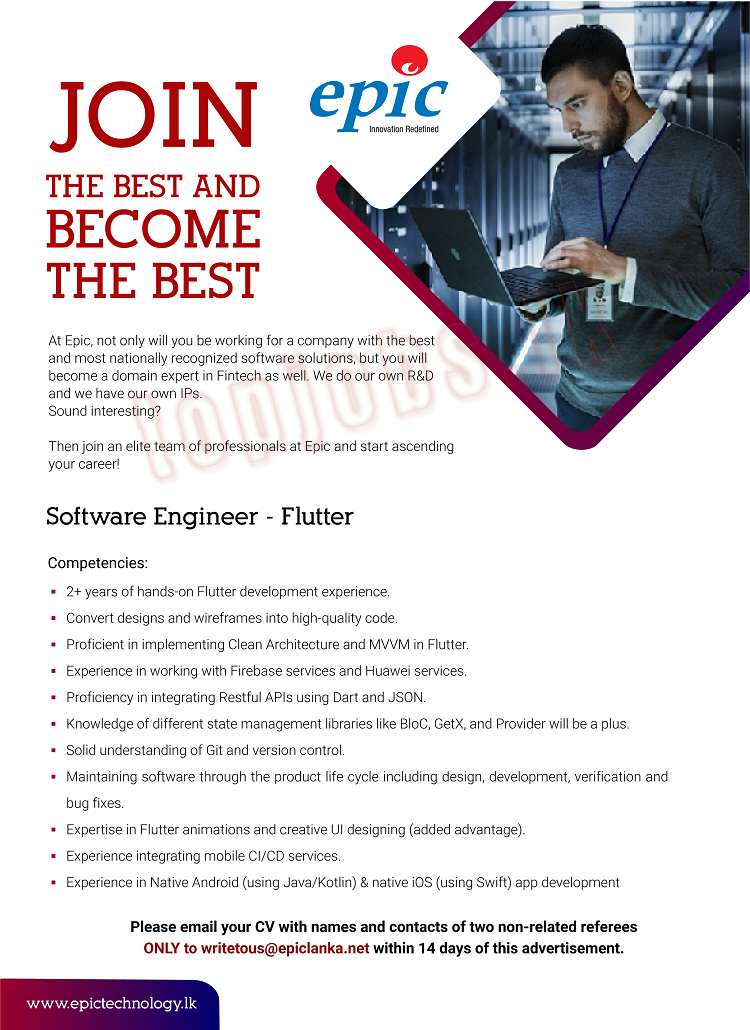 JOIN
THE BEST AND
BECOME
THE BEST
epic
Innovation Redefined
At Epic, not only will you be working for a company with the best
and most nationally recognized software solutions, but you will
become a domain expert in Fintech as well. We do our own R&D
and we have our own IPs.
Sound interesting?
Then join an elite team of professionals at Epic and start ascending
your career!
topjobs.lk
Software Engineer - Flutter
Competencies:
▪ 2+ years of hands-on Flutter development experience.
▪ Convert designs and wireframes into high-quality code.
▪ Proficient in implementing Clean Architecture and MVVM in Flutter.
▪ Experience in working with Firebase services and Huawei services.
▪ Proficiency in integrating Restful APIs using Dart and JSON.
▪ Knowledge of different state management libraries like BloC, GetX, and Provider will be a plus.
▪ Solid understanding of Git and version control.
▪ Maintaining software through the product life cycle including design, development, verification and
bug fixes.
▪ Expertise in Flutter animations and creative UI designing (added advantage).
▪ Experience integrating mobile CI/CD services.
▪ Experience in Native Android (using Java/Kotlin) & native iOS (using Swift) app development
Please email your CV with names and contacts of two non-related referees
ONLY to writetous@epiclanka.net within 14 days of this advertisement.
www.epictechnology.lk